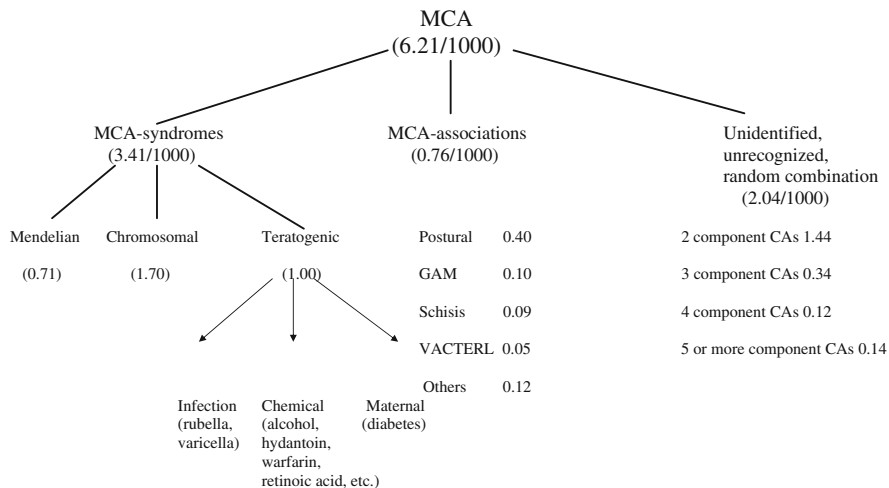 MCA
(6.21/1000)
MCA-syndromes
(3.41/1000)
MCA-associations
(0.76/1000)
Unidentified,
unrecognized,
random combination
(2.04/1000)
Mendelian
(0.71)
Chromosomal
(1.70)
Teratogenic
(1.00)
Postural 0.40
GAM 0.10
Schisis 0.09
VACTERL 0.05
Others 0.12
2 component CAs 1.44
3 component CAs 0.34
4 component CAs 0.12
5 or more component CAs 0.14
Infection
(rubella,
varicella)
Chemical
(alcohol,
hydantoin,
warfarin,
retinoic acid, etc.)
Maternal
(diabetes)